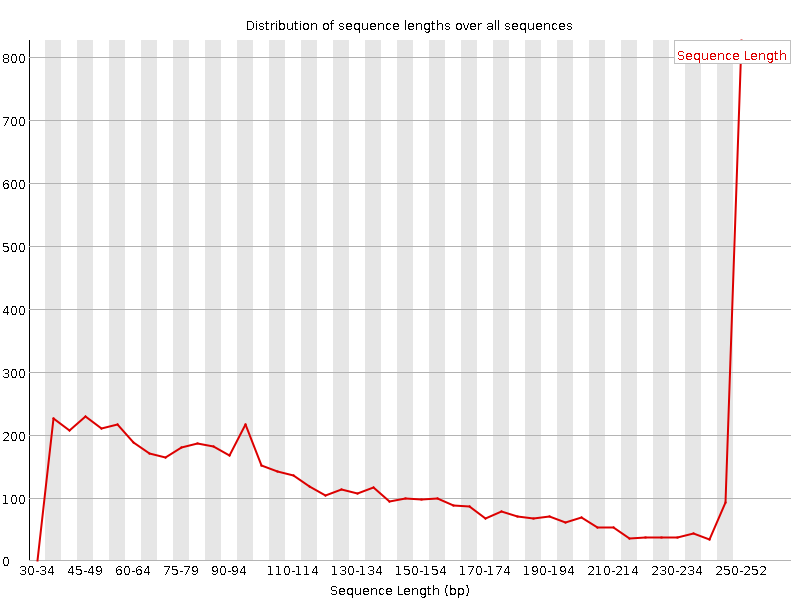 Distribution of sequence lengths over all sequences
Sequence Length
800
700
600
500
400
300
200
100
0
30-34 45-49 60-64 75-79 90-94 110-114 130-134 150-154 170-174 190-194 210-214 230-234 250-252
Sequence Length (bp)